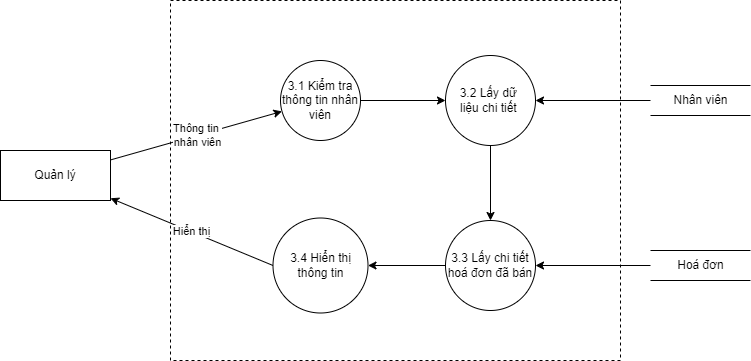 3.1 Kiểm tra
thông tin nhân
viên
3.2 Lấy dữ
liệu chi tiết
Nhân viên
Thông tin
nhân viên
Quản lý
Hiển thị
3.4 Hiển thị
thông tin
3.3 Lấy chi tiết
hoá đơn đã bán
Hoá đơn